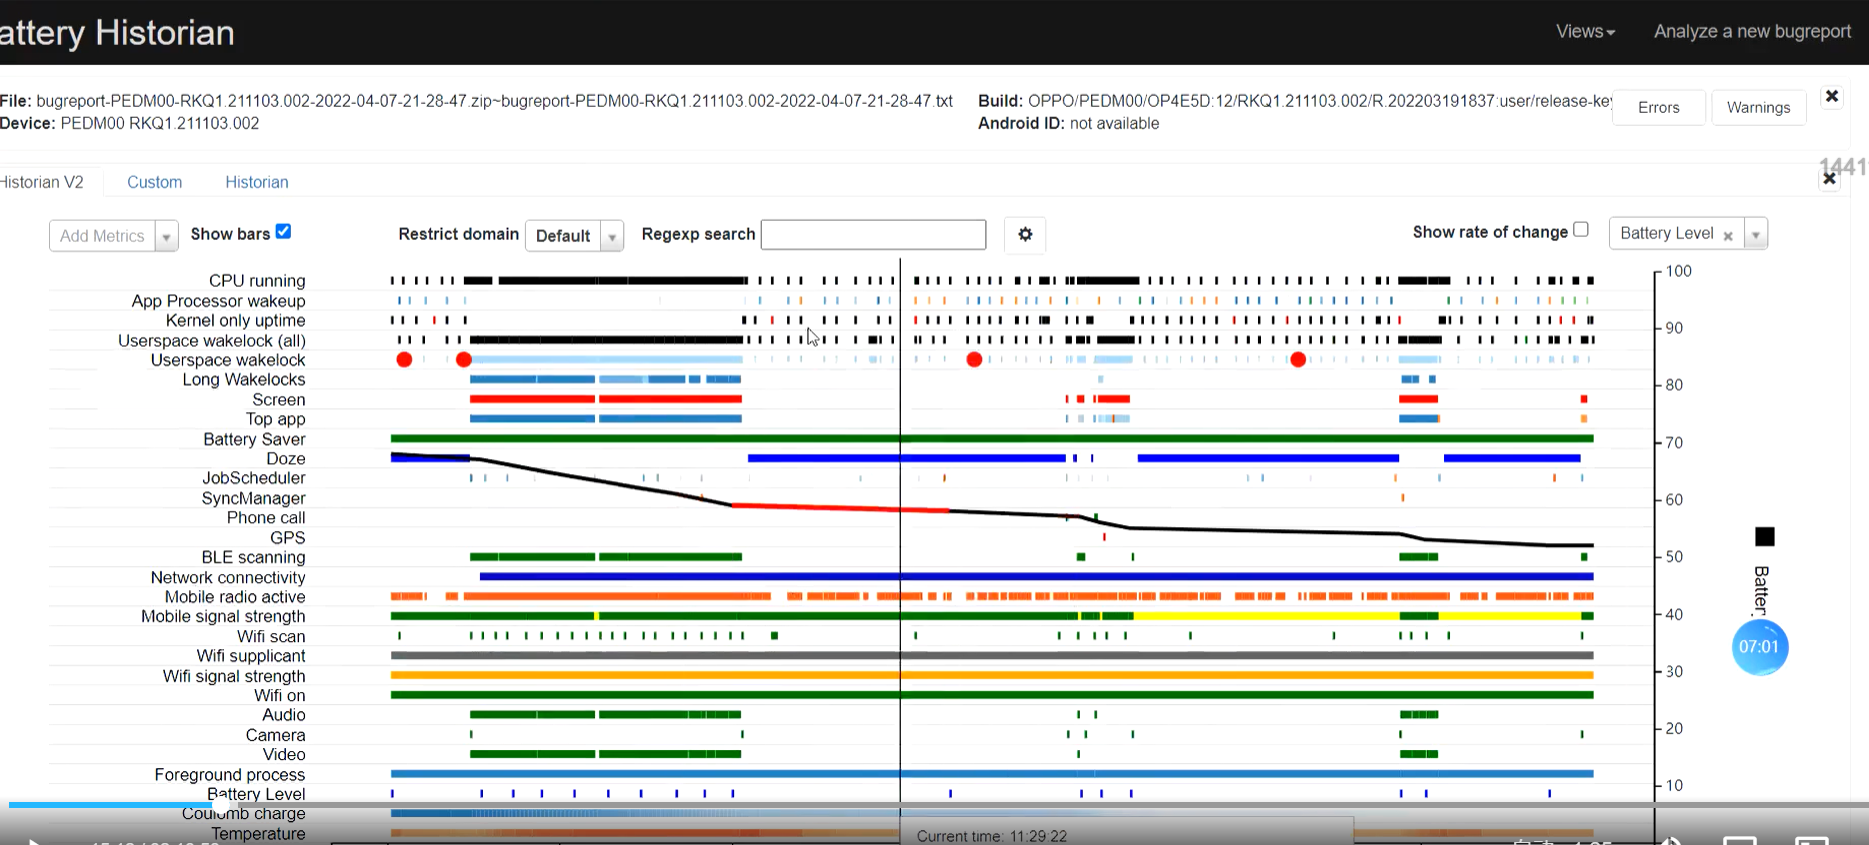 attery Historian
Views
Analyze a new bugreport
File: bugreport-PEDM00-RKQ1.211103.002-2022-04-07-21-28-47.zip~bugreport-PEDM00-RKQ1.211103.002-2022-04-07-21-28-47.txt
Device: PEDM00 RKQ1.211103.002
Build: OPPO/PEDM00/OP4E5D:12/RKQ1.211103.002/R.202203191837:user/release-key
Android ID: not available
Errors
Warnings
1441
Historian V2
Custom
Historian
Add Metrics
Show bars
Restrict domain
Default
Regexp search
Show rate of change
Battery Level
CPU running
App Processor wakeup
Kernel only uptime
Userspace wakelock (all)
Userspace wakelock
Long Wakelocks
Screen
Top app
Battery Saver
Doze
JobScheduler
SyncManager
Phone call
GPS
BLE scanning
Network connectivity
Mobile radio active
Mobile signal strength
Wifi scan
Wifi supplicant
Wifi signal strength
Wifi on
Audio
Camera
Video
Foreground process
Battery Level
Coulomb charge
Temperature
100
90
80
70
60
50
40
30
20
10
Batter
07:01
Current time: 11:29:22